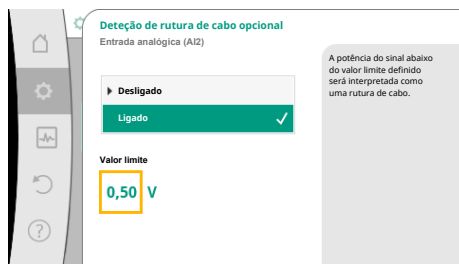 Deteção de rutura de cabo opcional
Entrada analógica (AI2)
A potência do sinal abaixo
do valor limite definido
será interpretada como
uma rutura de cabo.
Desligado
Ligado
Valor limite
0,50 V
?